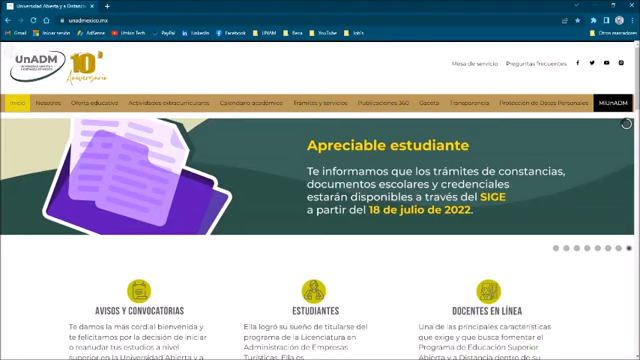 Universidad Abierta y a Distancia
unadmexico.mx
Gmail Iniciar sesión AdSense Union Tech PayPal LinkedIn Facebook UNAM Beca YouTube Job's Otros marcadores
UnADM 10
Aniversario
Mesa de servicio Preguntas frecuentes
Inicio Nosotros Oferta educativa Actividades extracurriculares Calendario académico Trámites y servicios Publicaciones 360 Gaceta Transparencia Protección de Datos Personales MiUnADM
Apreciable estudiante
Te informamos que los trámites de constancias,
documentos escolares y credenciales
estarán disponibles a través del SIGE
a partir del 18 de julio de 2022.
AVISOS Y CONVOCATORIAS ESTUDIANTES DOCENTES EN LÍNEA
Te damos la más cordial bienvenida y Ella logró su sueño de titularse del Una de las principales características
te felicitamos por la decisión de iniciar programa de la Licenciatura en que exige y que busca fomentar el
o reanudar tus estudios a nivel Administración de Empresas Programa de Educación Superior
superior en la Universidad Abierta y a Turísticas. Ella es Abierta y a Distancia dentro de su